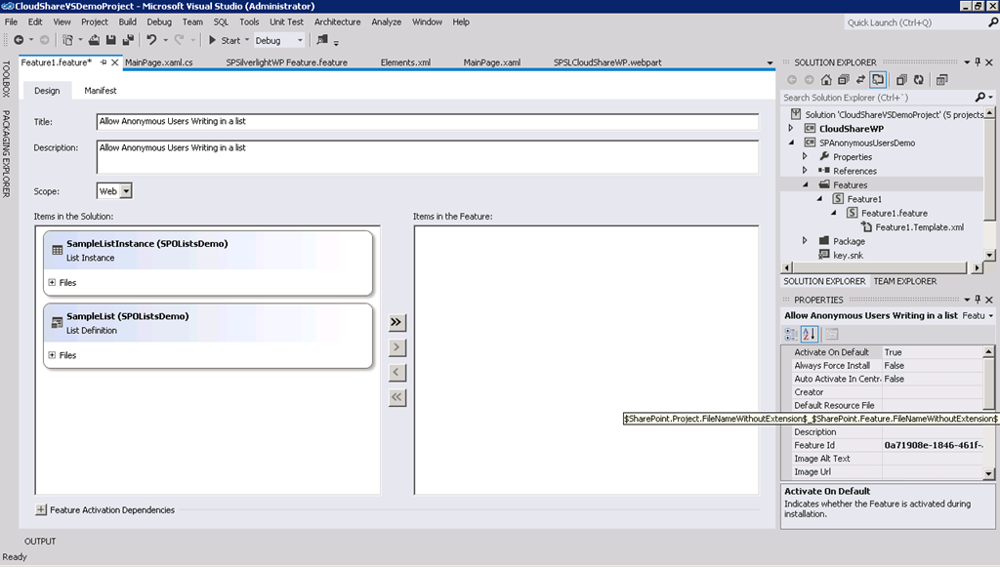 CloudShareVSDemoProject - Microsoft Visual Studio (Administrator)
File Edit View Project Build Debug Team SQL Tools Unit Test Architecture Analyze Window Help
Quick Launch (Ctrl+Q)
Start Debug
TOOLBOX
PACKAGING EXPLORER
Feature1.feature* MainPage.xaml.cs SPSilverlightWP Feature.feature Elements.xml MainPage.xaml SPSLCloudShareWP.webpart
Design Manifest
Title: Allow Anonymous Users Writing in a list
Description: Allow Anonymous Users Writing in a list
Scope: Web
Items in the Solution: Items in the Feature:
SampleListInstance (SPOListsDemo)
List Instance
Files
SampleList (SPOListsDemo)
List Definition
Files
Feature Activation Dependencies
OUTPUT
Ready
SOLUTION EXPLORER
Search Solution Explorer (Ctrl+`)
Solution 'CloudShareVSDemoProject' (5 projects,
CloudShareWP
SPAnonymousUsersDemo
Properties
References
Features
Feature1
Feature1.feature
Feature1.Template.xml
Package
key.snk
SOLUTION EXPLORER TEAM EXPLORER
PROPERTIES
Allow Anonymous Users Writing in a list Featu
Activate On Default True
Always Force Install False
Auto Activate In Centr False
Creator
Default Resource File
$SharePoint.Project.FileNameWithoutExtension$_$SharePoint.Feature.FileNameWithoutExtension$
Description
Feature Id 0a71908e-1846-461f-
Image Alt Text
Image Url
Activate On Default
Indicates whether the Feature is activated during
installation.